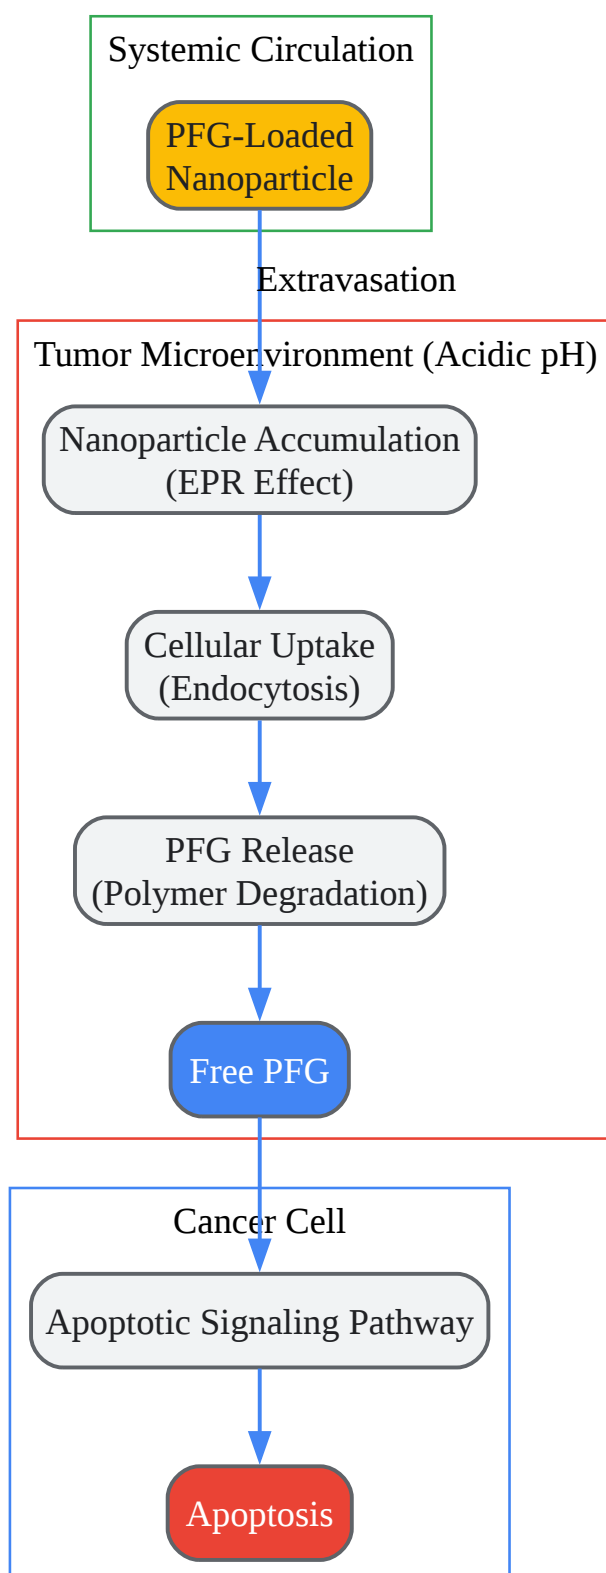 Systemic Circulation
PFG-Loaded
Nanoparticle
Extravasation
Tumor Microenvironment (Acidic pH)
Nanoparticle Accumulation
(EPR Effect)
Cellular Uptake
(Endocytosis)
PFG Release
(Polymer Degradation)
Free PFG
Cancer Cell
Apoptotic Signaling Pathway
Apoptosis